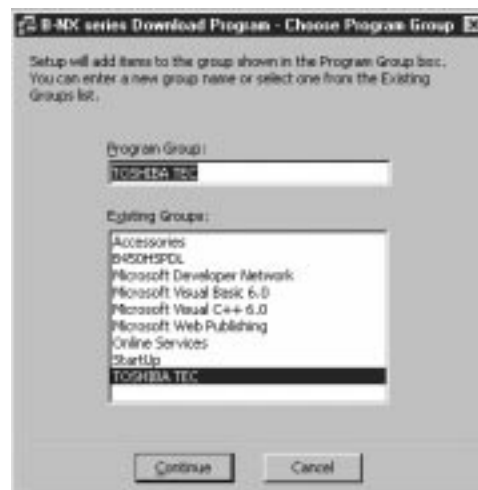 B-NX series Download Program - Choose Program Group
Setup will add items to the group shown in the Program Group box.
You can enter a new group name or select one from the Existing
Groups list.
Program Group:
TOSHIBA TEC
Existing Groups:
Accessories
B450HSPDL
Microsoft Developer Network
Microsoft Visual Basic 6.0
Microsoft Visual C++ 6.0
Microsoft Web Publishing
Online Services
StartUp
TOSHIBA TEC
Continue
Cancel